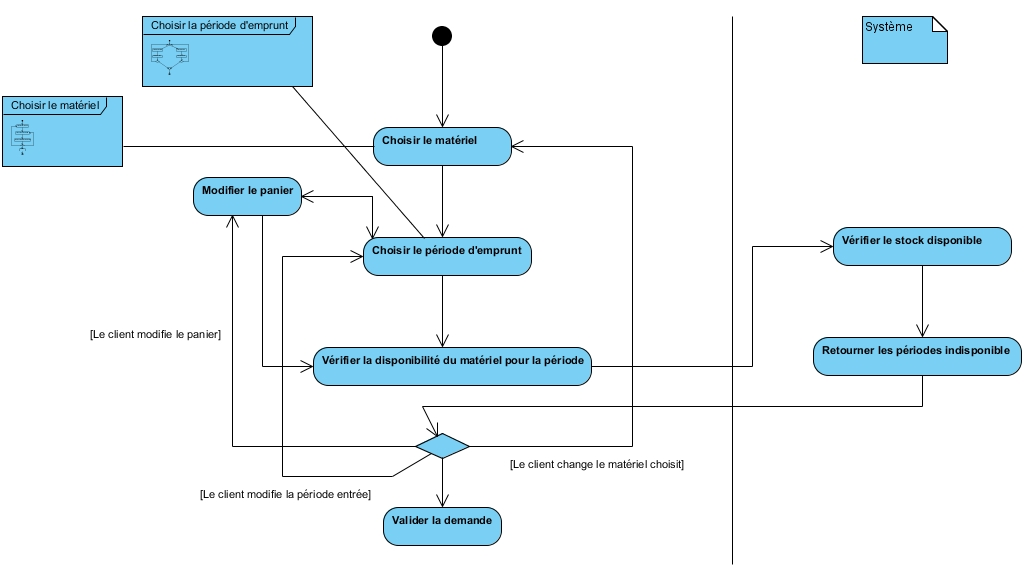 Choisir la période d'emprunt
Système
Choisir le matériel
Choisir le matériel
Modifier le panier
Vérifier le stock disponible
Choisir le période d'emprunt
[Le client modifie le panier]
Retourner les périodes indisponible
Vérifier la disponibilité du matériel pour la période
[Le client change le matériel choisit]
[Le client modifie la période entrée]
Valider la demande